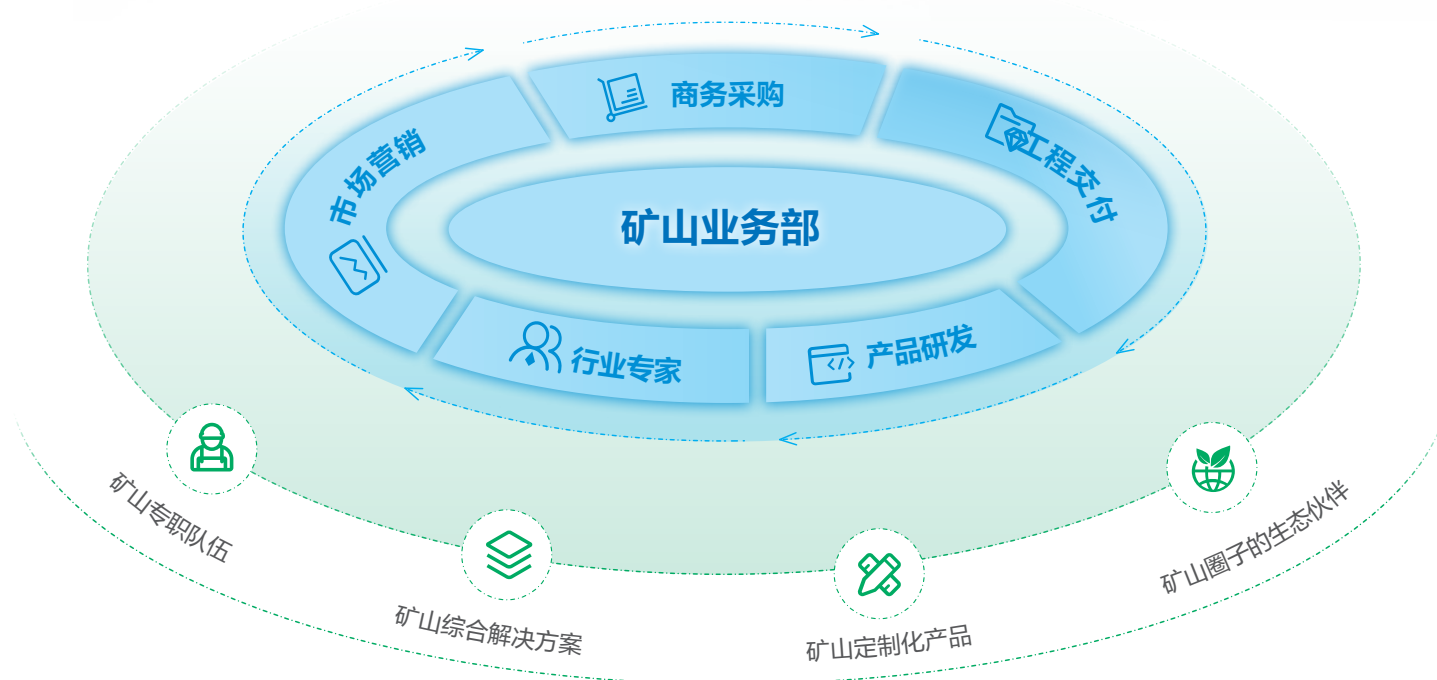 商务采购
市场营销
工程交付
矿山业务部
行业专家
产品研发
矿山专职队伍
矿山综合解决方案
矿山定制化产品
矿山圈子的生态伙伴